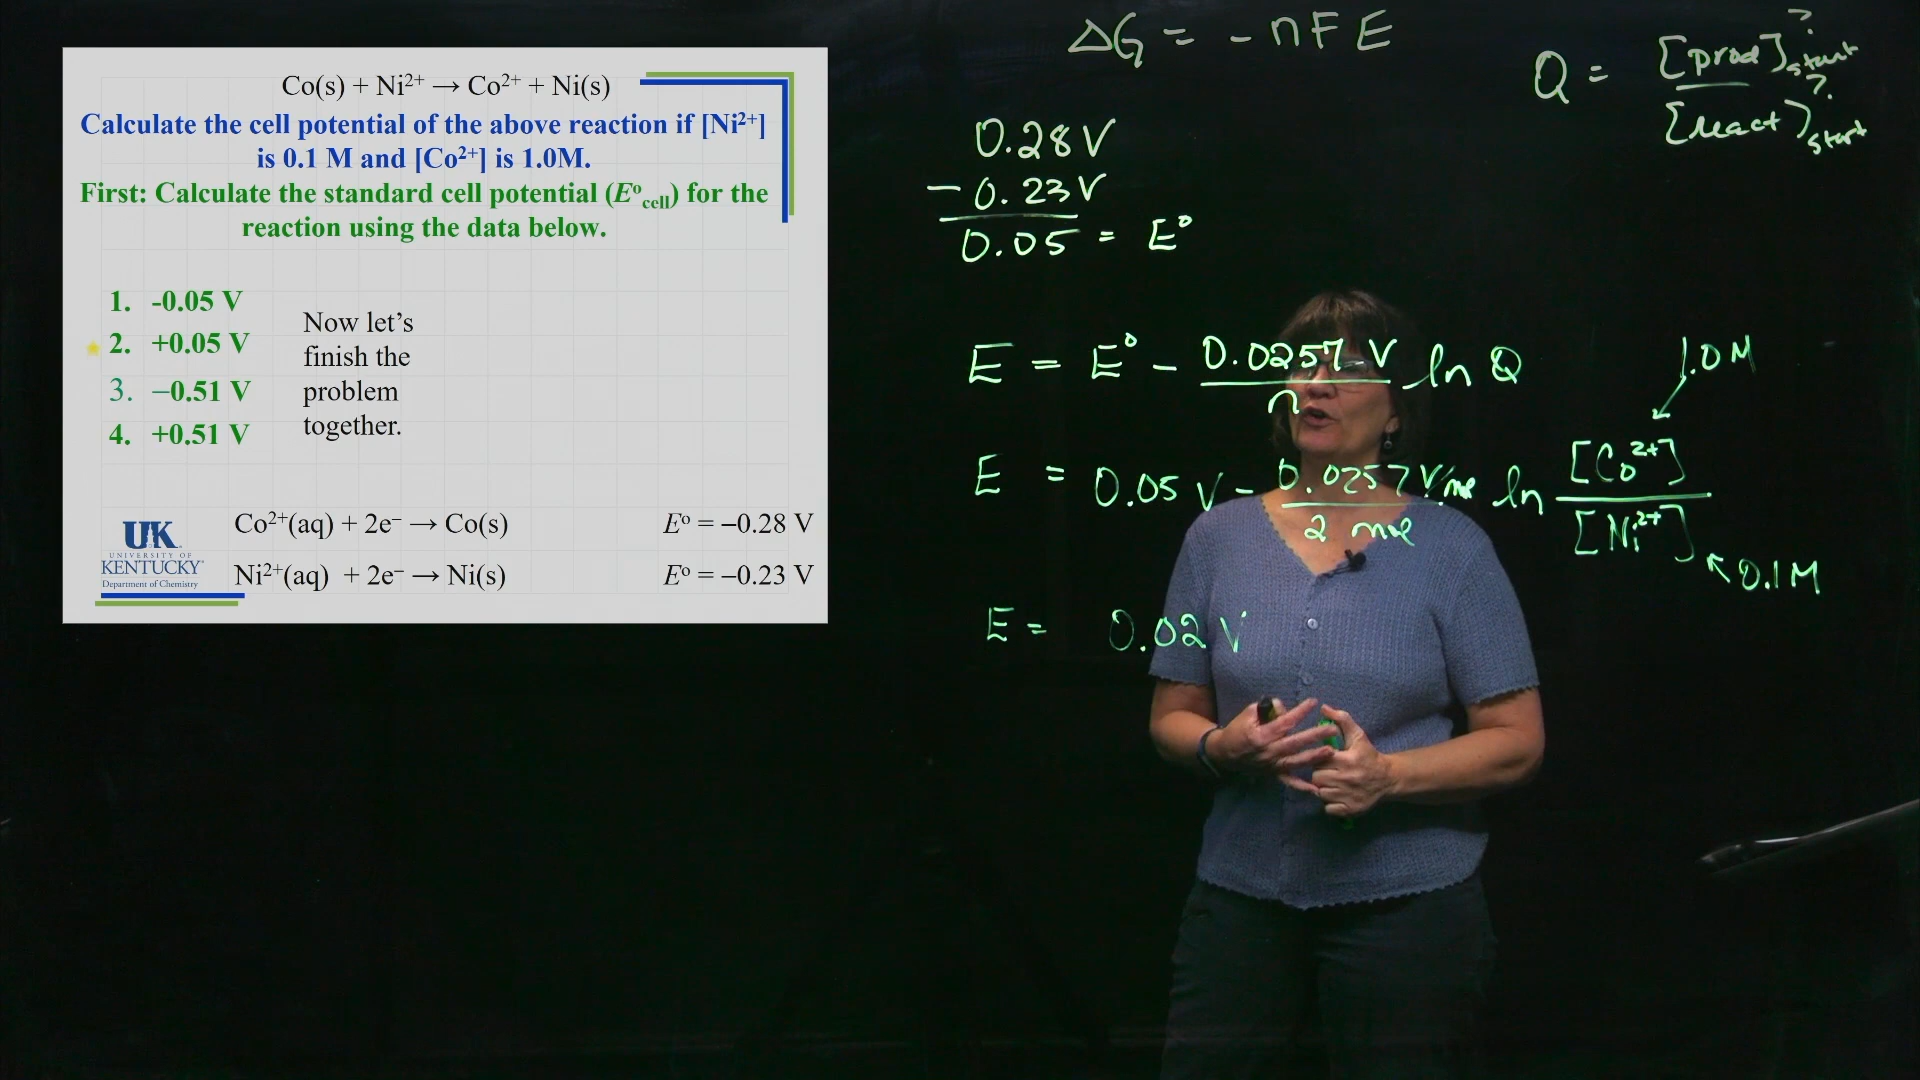 Co(s) + Ni²⁺ → Co²⁺ + Ni(s)
Calculate the cell potential of the above reaction if [Ni²⁺]
is 0.1 M and [Co²⁺] is 1.0M.
First: Calculate the standard cell potential (E°cell) for the
reaction using the data below.
1. -0.05 V
2. +0.05 V
3. –0.51 V
4. +0.51 V
Now let's
finish the
problem
together.
Co²⁺(aq) + 2e⁻ → Co(s) E° = –0.28 V
Ni²⁺(aq) + 2e⁻ → Ni(s) E° = –0.23 V
UK
UNIVERSITY OF
KENTUCKY
Department of Chemistry
ΔG = - nFE
Q = [prod]start? / [react]start?
0.28 V
- 0.23 V
0.05 = E°
E = E° - 0.0257 V / n ln Q
1.0 M
E = 0.05 V - 0.0257 V·mol / 2 mol ln [Co²⁺] / [Ni²⁺]
0.1 M
E = 0.02 V